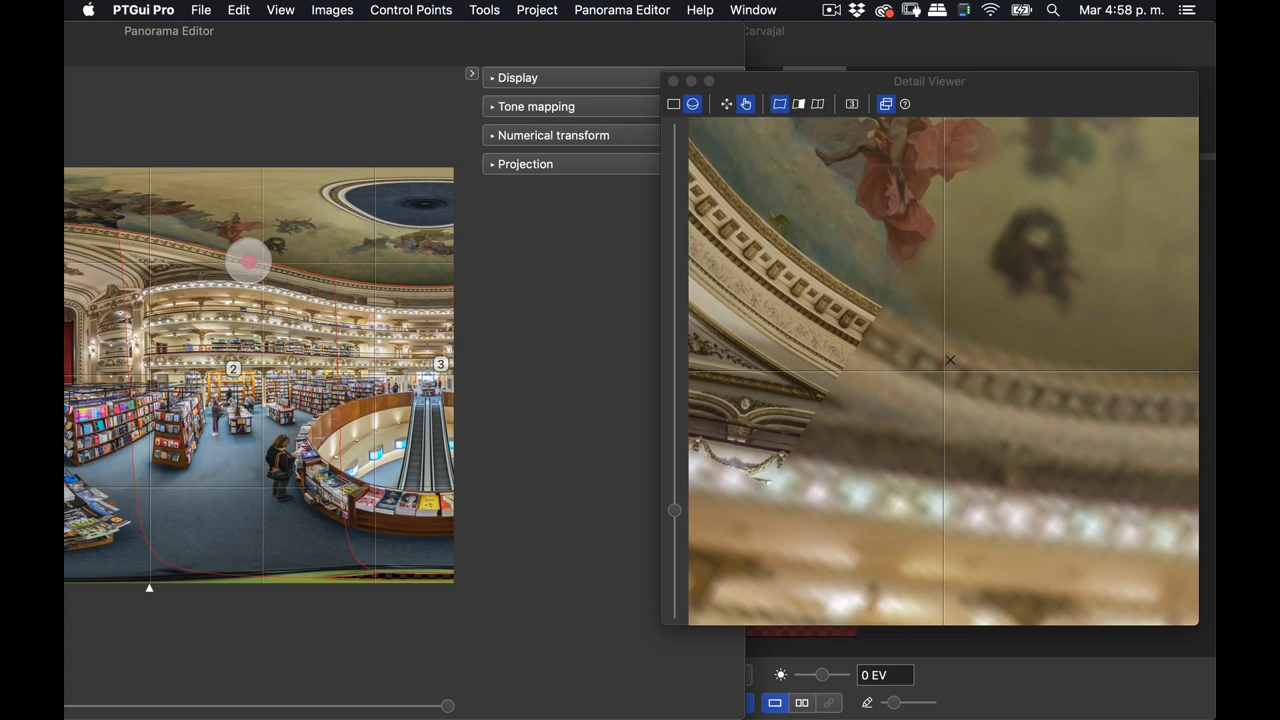 PTGui Pro File Edit View Images Control Points Tools Project Panorama Editor Help Window Mar 4:58 p. m.
Panorama Editor
Carvajal
Display
Tone mapping
Numerical transform
Projection
Detail Viewer
3
2
3
0 EV